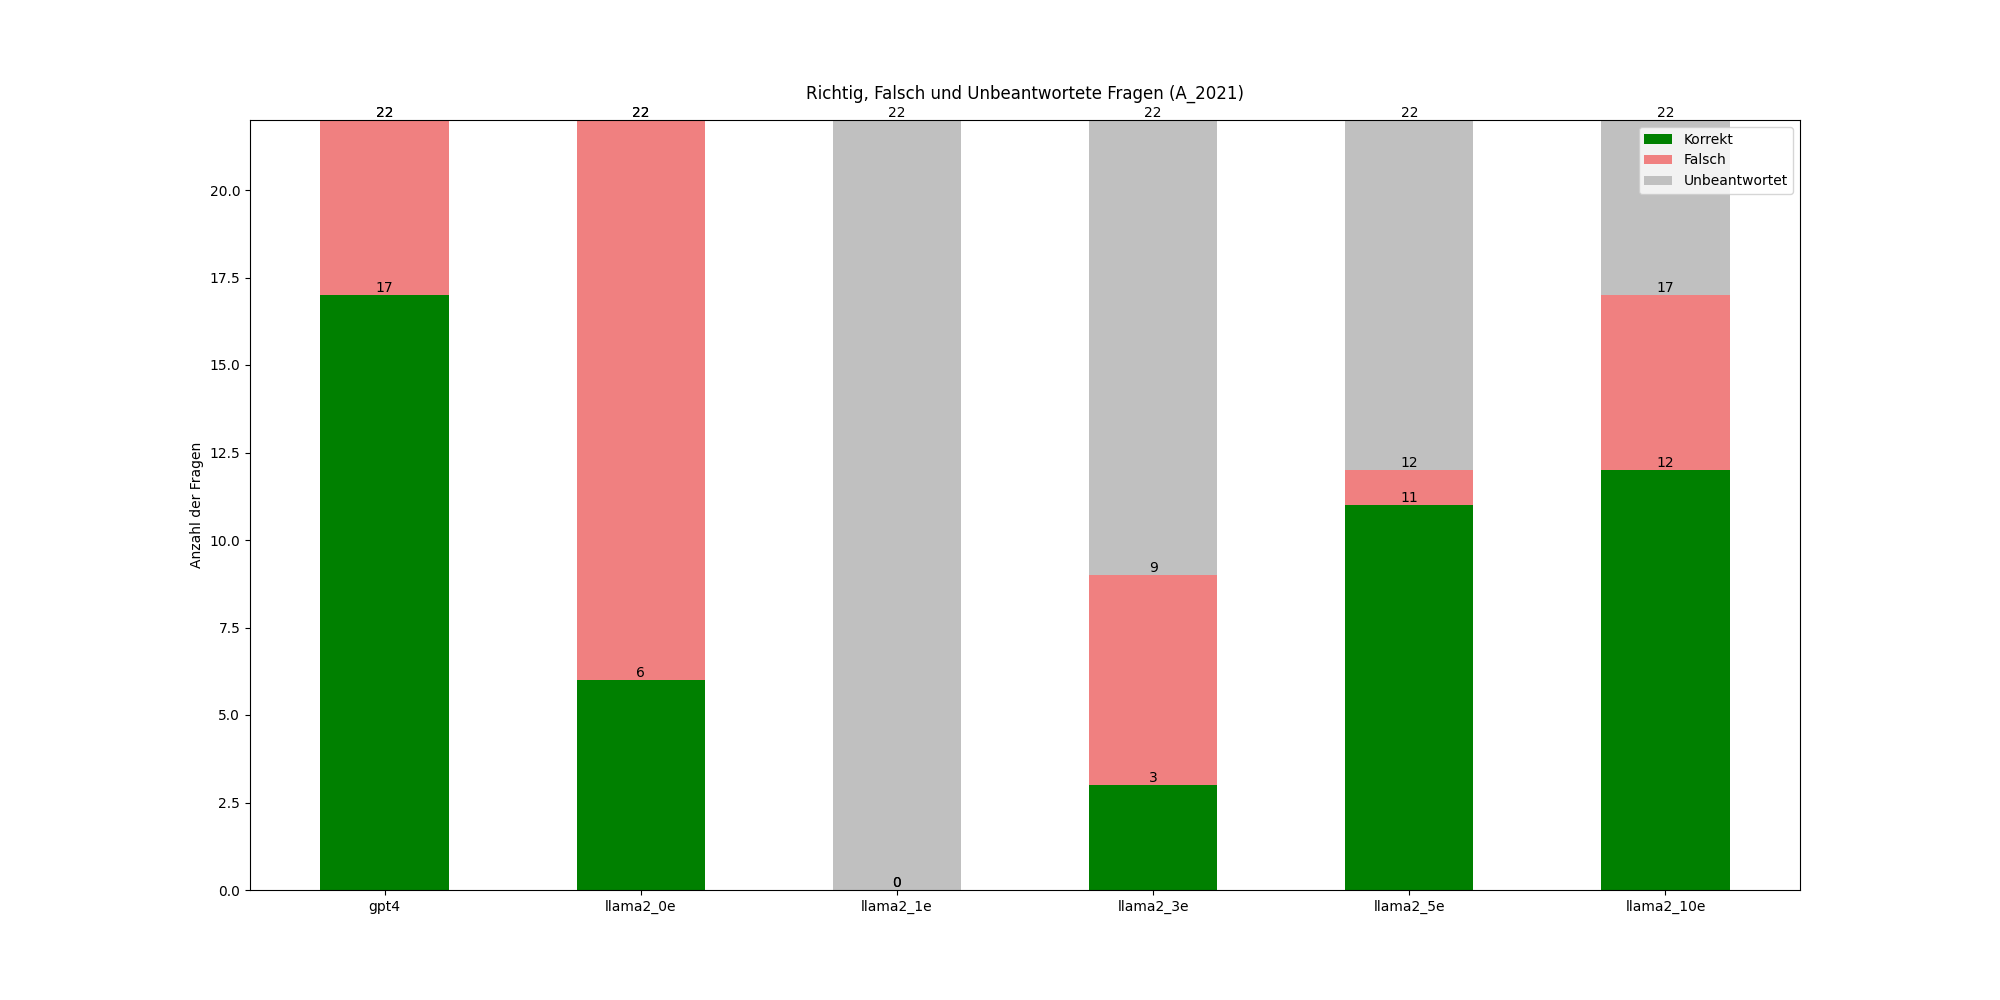 Richtig, Falsch und Unbeantwortete Fragen (A_2021)
22 22 22 22 22 22
Korrekt
Falsch
Unbeantwortet
20.0
17.5
17 17
15.0
12.5
12 12
11
Anzahl der Fragen
10.0
9
7.5
6
5.0
2.5
3
0.0
0
gpt4 llama2_0e llama2_1e llama2_3e llama2_5e llama2_10e